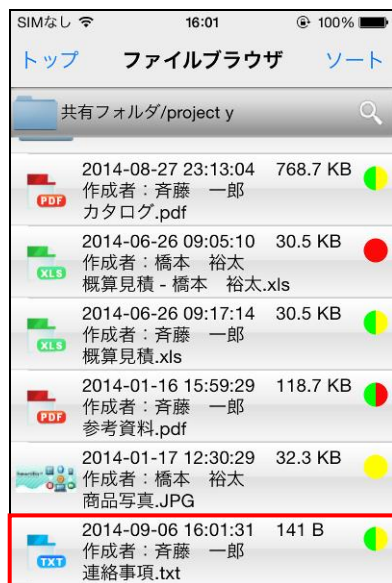 SIMなし 16:01 100%
トップ ファイルブラウザ ソート
共有フォルダ/project y
2014-08-27 23:13:04 768.7 KB
作成者：斉藤　一郎
PDF
カタログ.pdf
2014-06-26 09:05:10 30.5 KB
作成者：橋本　裕太
XLS
概算見積 - 橋本　裕太.xls
2014-06-26 09:17:14 30.5 KB
作成者：斉藤　一郎
XLS
概算見積.xls
2014-01-16 15:59:29 118.7 KB
作成者：斉藤　一郎
PDF
参考資料.pdf
2014-01-17 12:30:29 32.3 KB
作成者：橋本　裕太
商品写真.JPG
2014-09-06 16:01:31 141 B
作成者：斉藤　一郎
TXT
連絡事項.txt